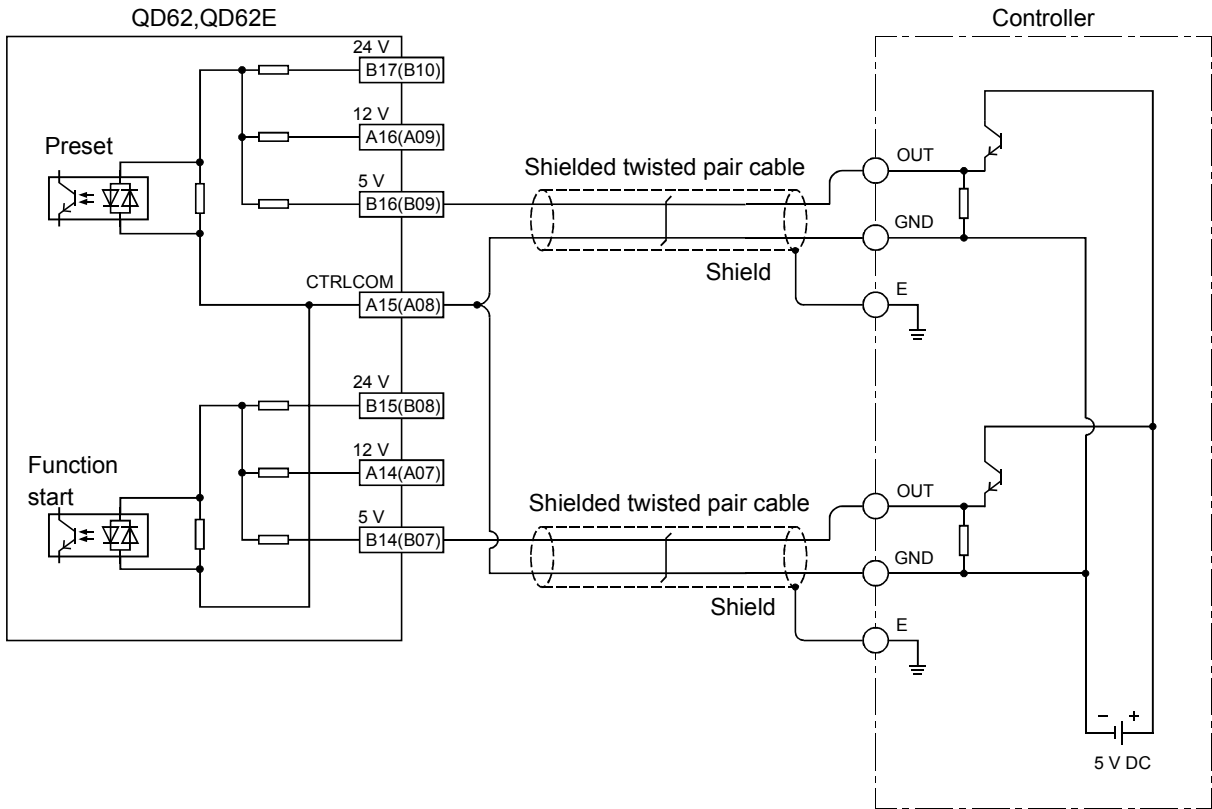 QD62,QD62E
Controller
24 V
B17(B10)
12 V
A16(A09)
Preset
5 V
B16(B09)
Shielded twisted pair cable
OUT
GND
Shield
CTRLCOM
A15(A08)
E
24 V
B15(B08)
12 V
A14(A07)
Function
start
5 V
B14(B07)
Shielded twisted pair cable
OUT
GND
Shield
E
– +
5 V DC